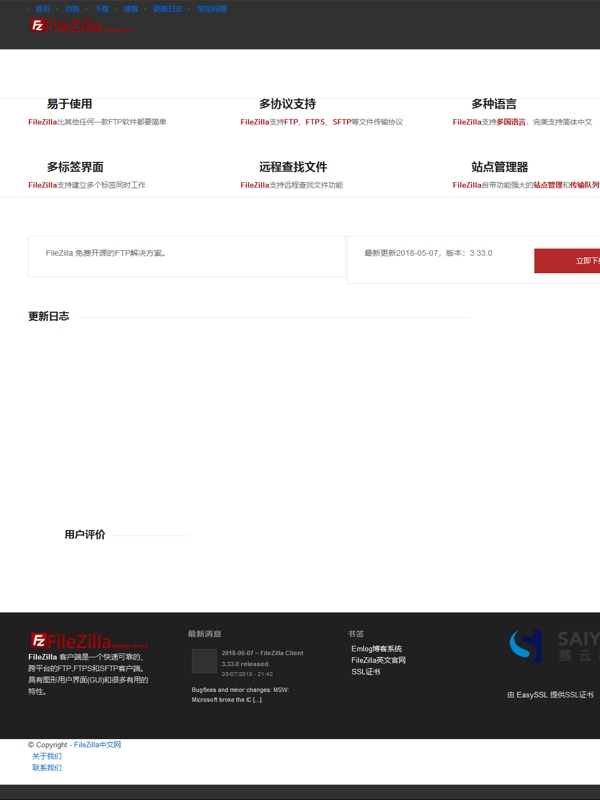 首页 功能 下载 博客 更新日志 常见问题
FileZilla
易于使用
FileZilla比其他任何一款FTP软件都要简单
多协议支持
FileZilla支持FTP、FTPS、SFTP等文件传输协议
多种语言
FileZilla支持多国语言，完美支持简体中文
多标签界面
FileZilla支持建立多个标签同时工作
远程查找文件
FileZilla支持远程查找文件功能
站点管理器
FileZilla自带功能强大的站点管理和传输队列
FileZilla 免费开源的FTP解决方案。
最新更新2018-05-07，版本：3.33.0
立即下
更新日志
用户评价
FileZilla
FileZilla 客户端是一个快速可靠的、
跨平台的FTP,FTPS和SFTP客户端。
具有图形用户界面(GUI)和很多有用的
特性。
最新消息
2018-05-07 – FileZilla Client
3.33.0 released
05/07/2018 - 21:42
Bugfixes and minor changes: MSW:
Microsoft broke the IC [...]
书签
Emlog博客系统
FileZilla英文官网
SSL证书
SAIY
赛云
由 EasySSL 提供SSL证书
© Copyright - FileZilla中文网
关于我们
联系我们